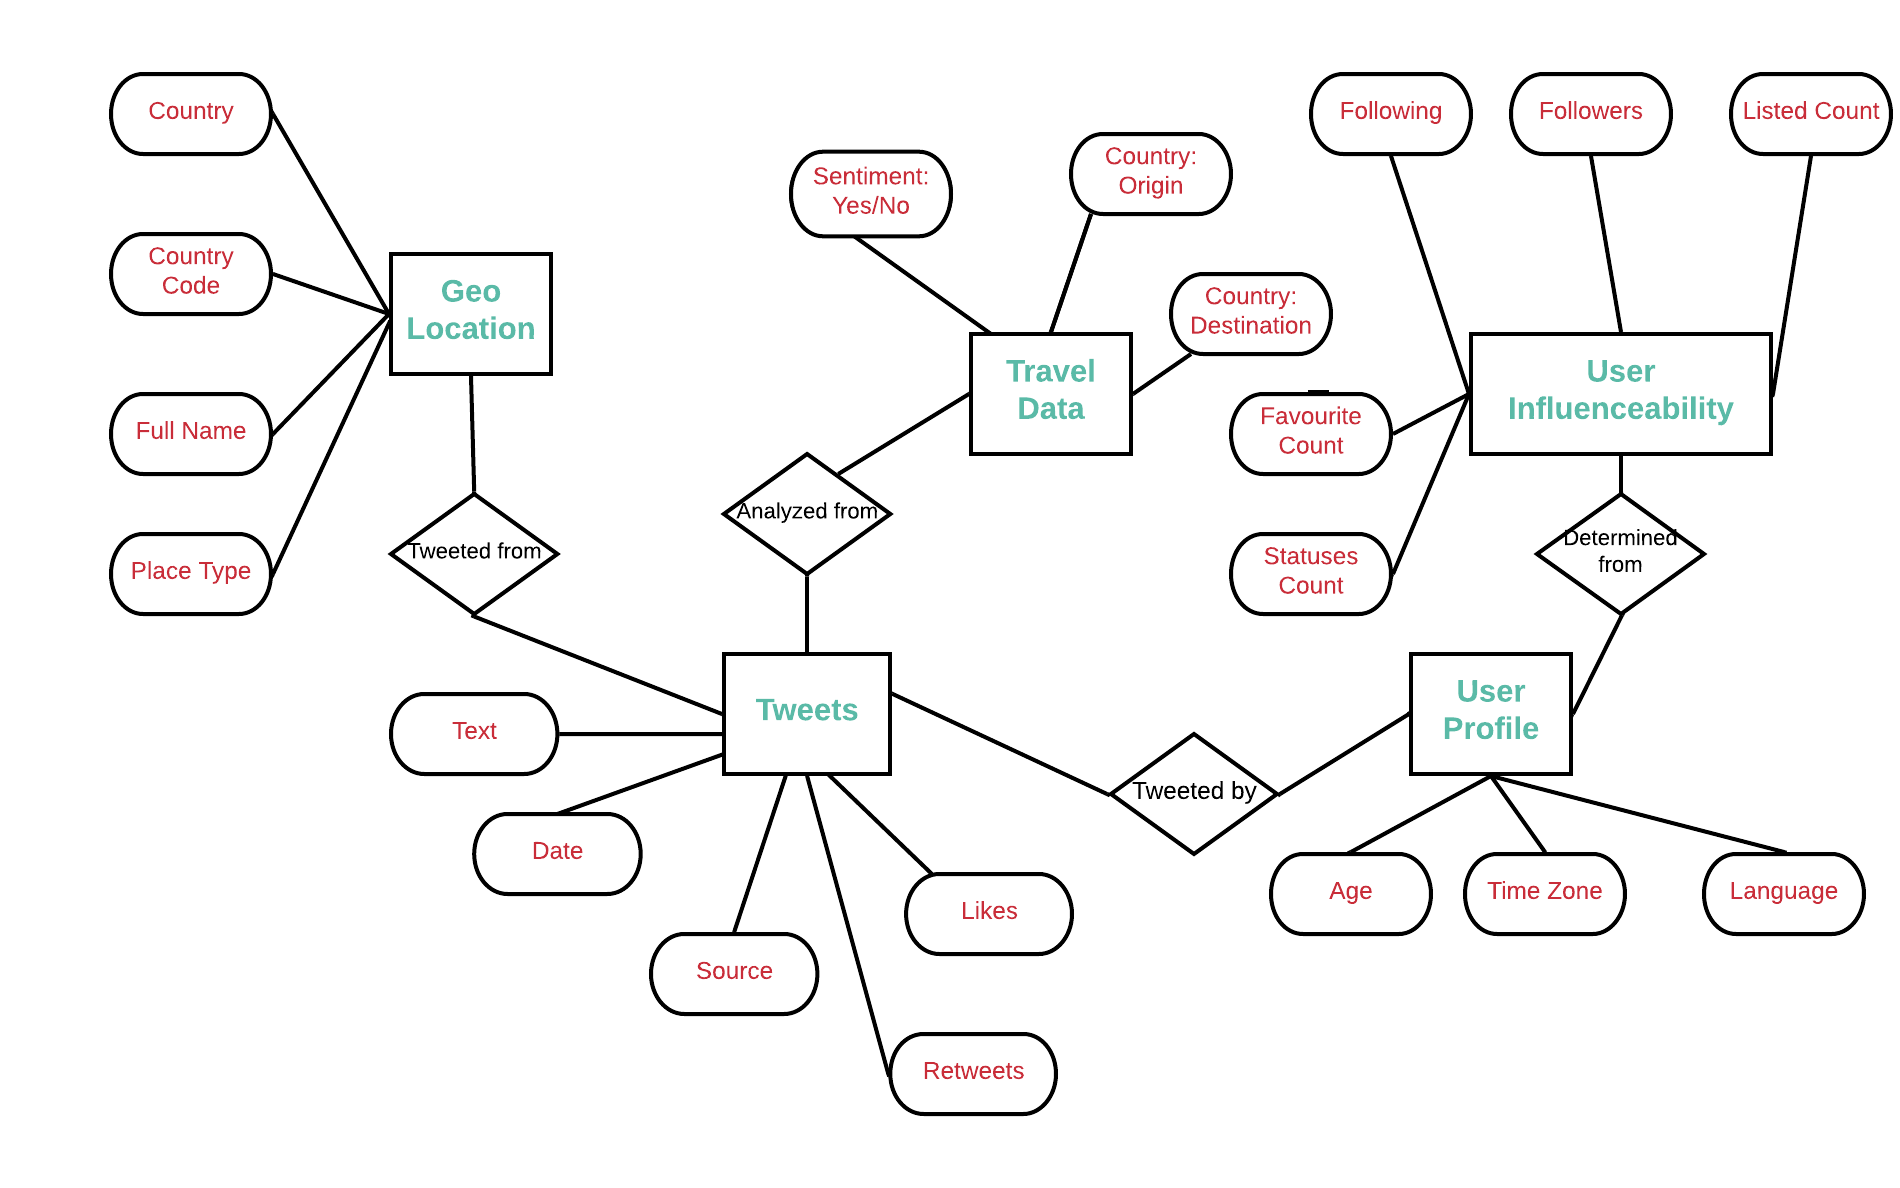 Country
Following
Followers
Listed Count
Sentiment:
Yes/No
Country:
Origin
Country
Code
Geo
Location
Country:
Destination
Travel
Data
User
Influenceability
Full Name
Favourite
Count
Analyzed from
Tweeted from
Place Type
Statuses
Count
Determined
from
Text
Tweets
User
Profile
Tweeted by
Date
Likes
Age
Time Zone
Language
Source
Retweets